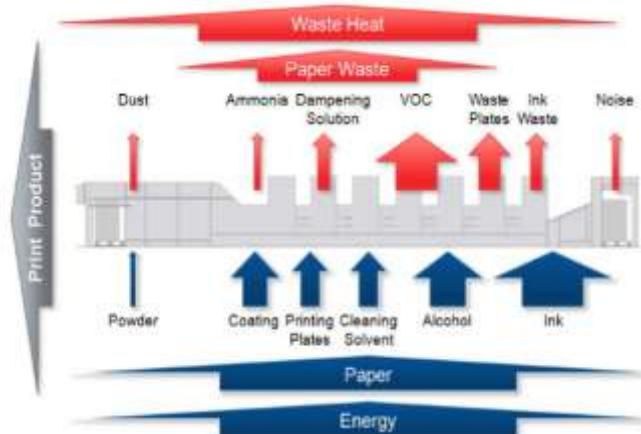 Waste Heat
Paper Waste
Dust
Ammonia
Dampening
Solution
VOC
Waste
Plates
Ink
Waste
Noise
Print Product
Powder
Coating
Printing
Plates
Cleaning
Solvent
Alcohol
Ink
Paper
Energy